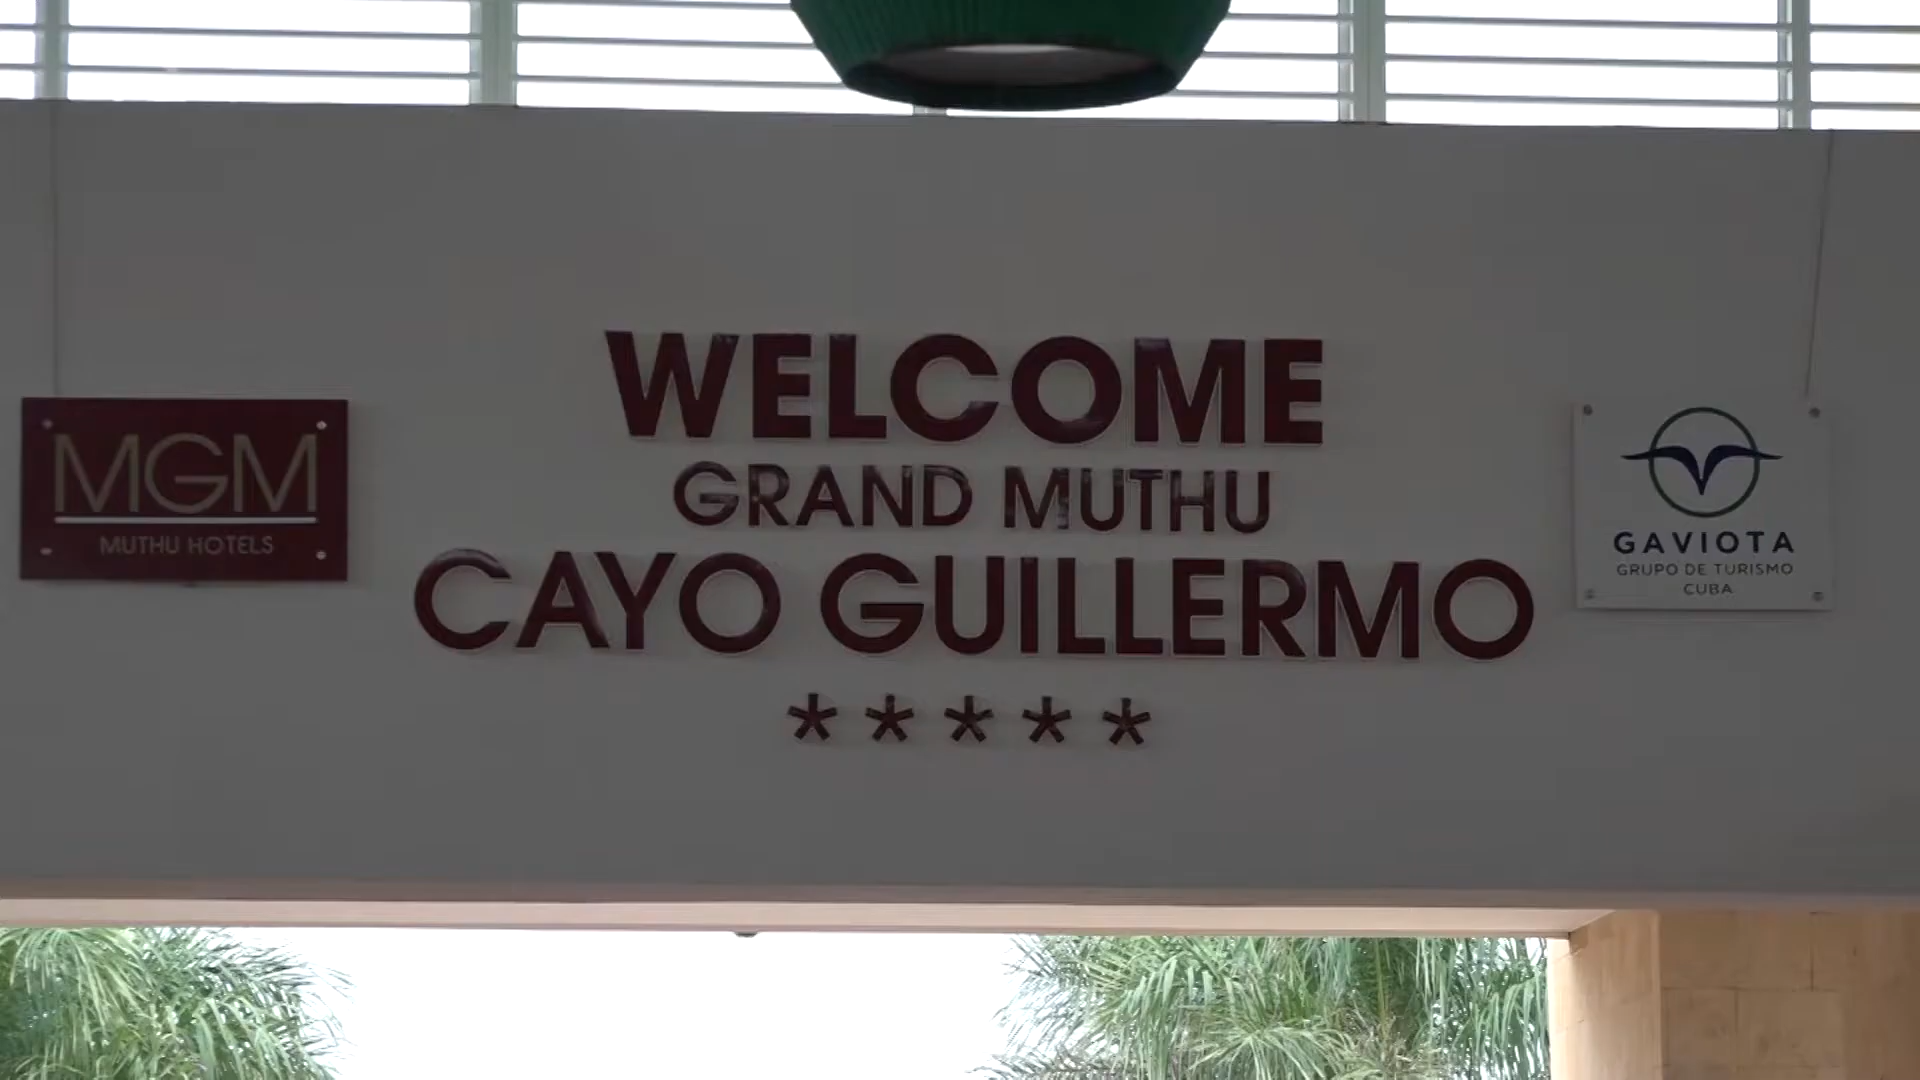 WELCOME
GRAND MUTHU
CAYO GUILLERMO
*****
MGM
MUTHU HOTELS
GAVIOTA
GRUPO DE TURISMO
CUBA